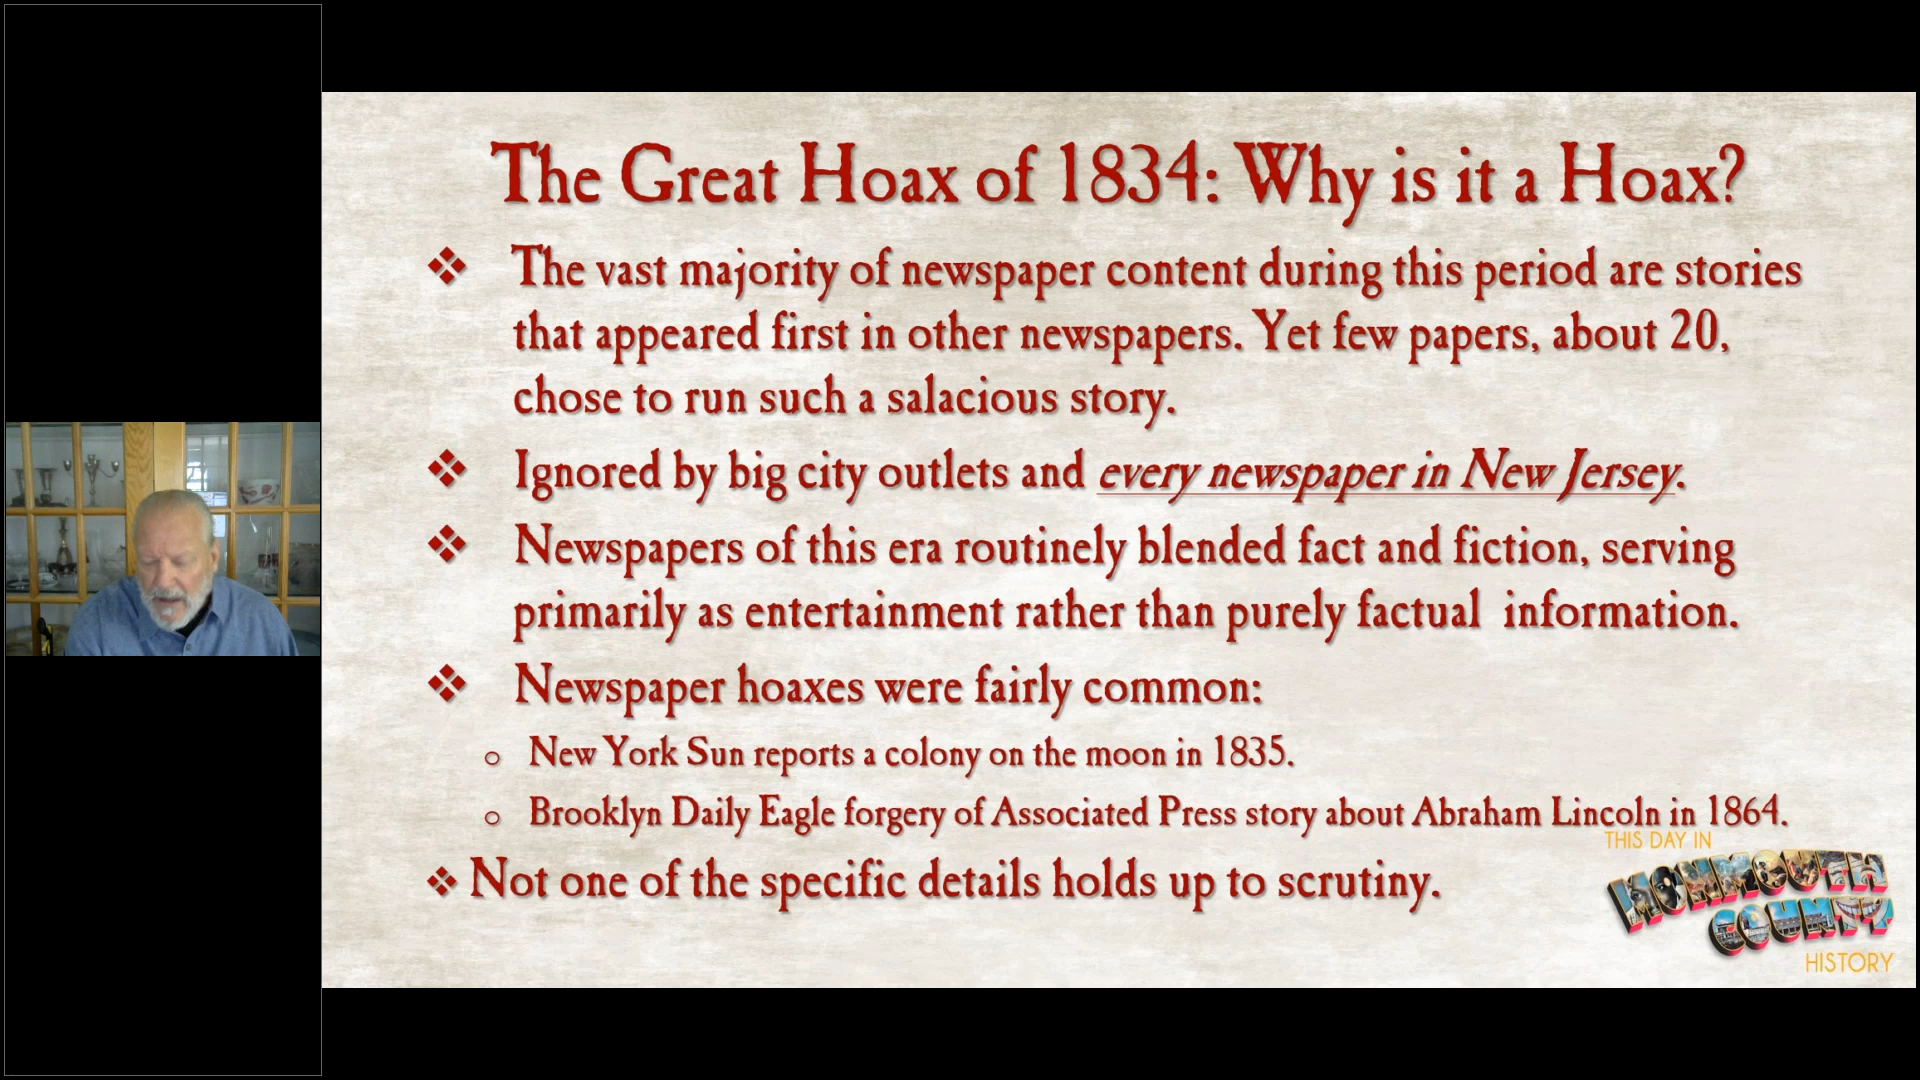 The Great Hoax of 1834: Why is it a Hoax?
❖ The vast majority of newspaper content during this period are stories
that appeared first in other newspapers. Yet few papers, about 20,
chose to run such a salacious story.
❖ Ignored by big city outlets and every newspaper in New Jersey.
❖ Newspapers of this era routinely blended fact and fiction, serving
primarily as entertainment rather than purely factual information.
❖ Newspaper hoaxes were fairly common:
o New York Sun reports a colony on the moon in 1835.
o Brooklyn Daily Eagle forgery of Associated Press story about Abraham Lincoln in 1864.
❖ Not one of the specific details holds up to scrutiny.
THIS DAY IN
MONMOUTH
COUNTY
HISTORY